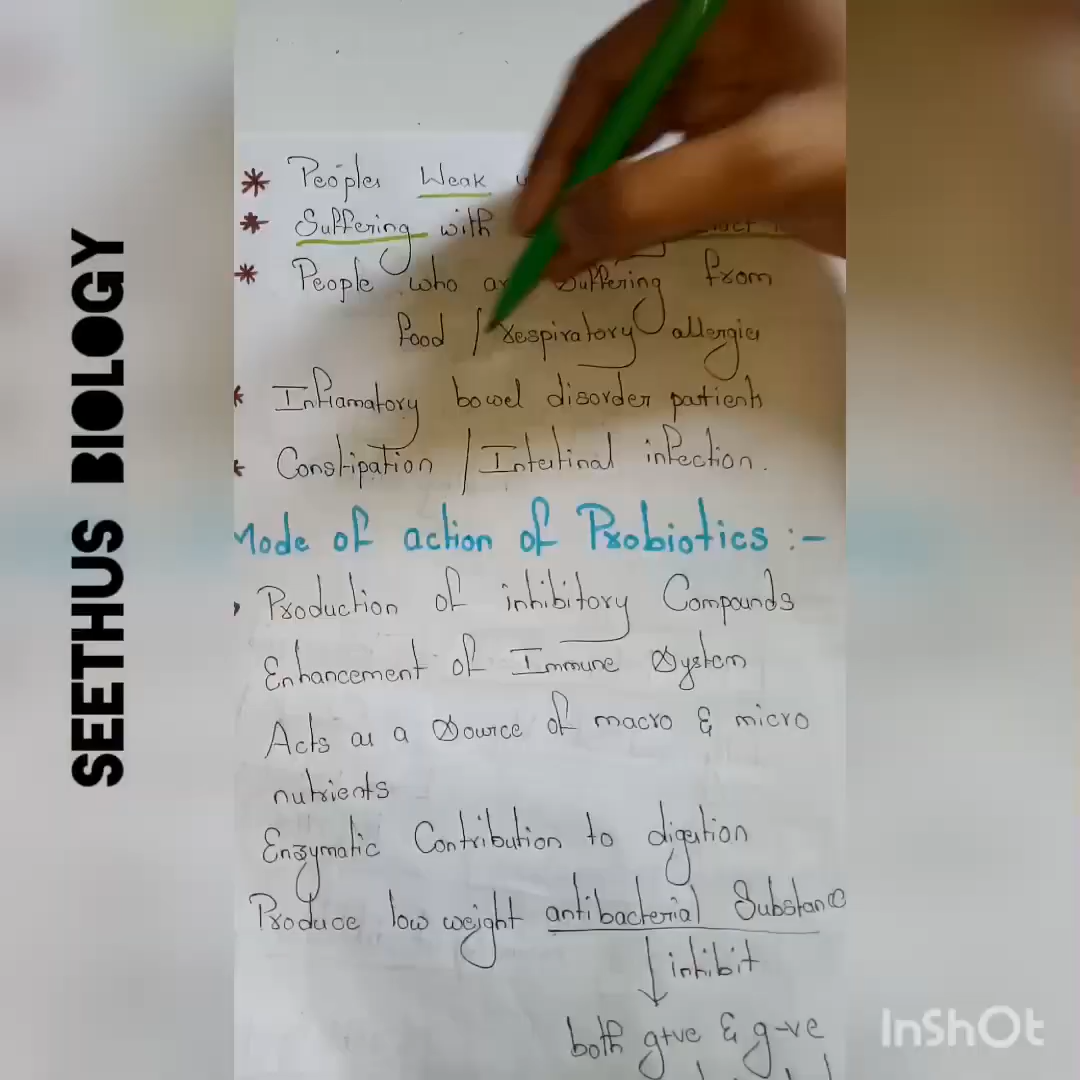 SEETHUS BIOLOGY
* Peoples Weak
* Suffering with
* People who are Suffering from
food / respiratory allergies
* Inflamatory bowel disorder patients
* Constipation / Intestinal infection.
Mode of action of Probiotics :-
Production of inhibitory Compounds
Enhancement of Immune System
Acts as a Source of macro & micro
nutrients
Enzymatic Contribution to digestion
Produce low weight antibacterial Substance
↓ inhibit
both g+ve & g-ve
InShOt